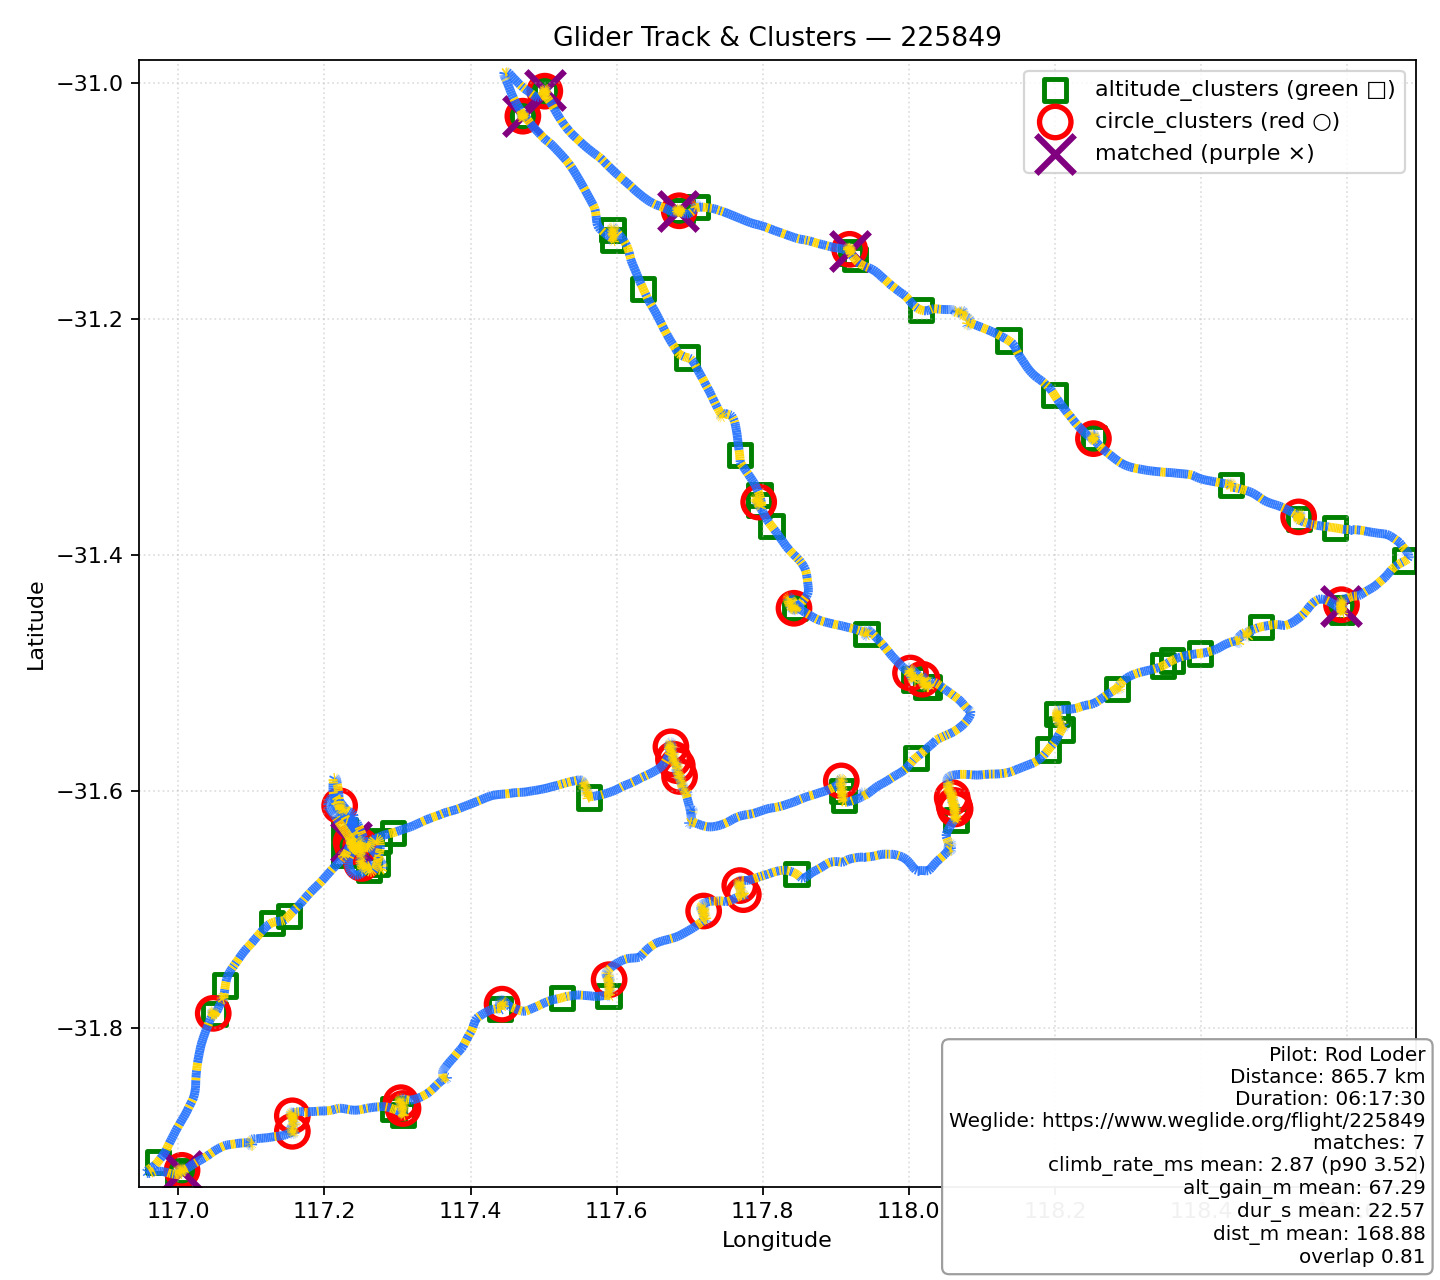 Glider Track & Clusters — 225849
altitude_clusters (green □)
circle_clusters (red ○)
matched (purple ×)
−31.0
−31.2
−31.4
−31.6
−31.8
Latitude
117.0 117.2 117.4 117.6 117.8 118.0 118.2 118.4
Longitude
Pilot: Rod Loder
Distance: 865.7 km
Duration: 06:17:30
Weglide: https://www.weglide.org/flight/225849
matches: 7
climb_rate_ms mean: 2.87 (p90 3.52)
alt_gain_m mean: 67.29
dur_s mean: 22.57
dist_m mean: 168.88
overlap 0.81